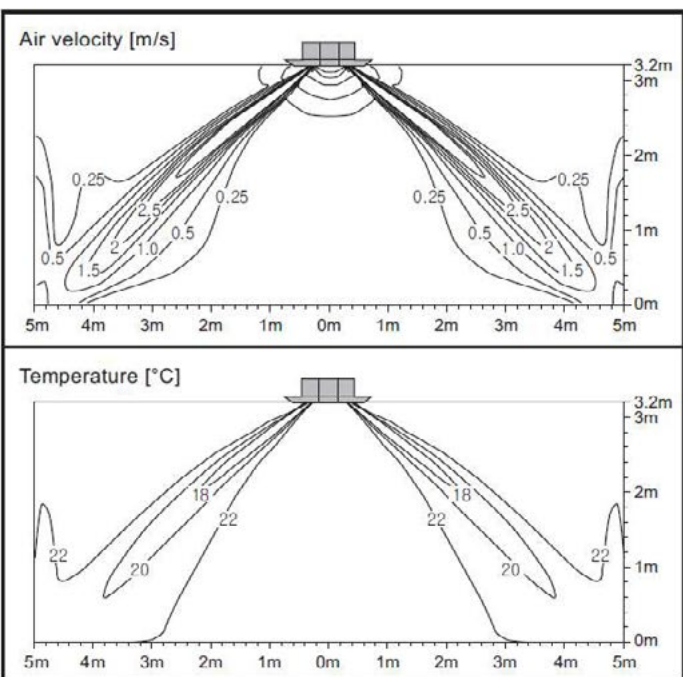 Air velocity [m/s]
3.2m
3m
2m
0.25 0.25
0.25 0.25
2.5 2.5
1m
0.5 0.5
2 1.0 1.0 2
0.5 0.5
1.5 1.5
0m
5m 4m 3m 2m 1m 0m 1m 2m 3m 4m 5m
Temperature [°C]
3.2m
3m
18 18
2m
22 22
22 22
20 20
1m
0m
5m 4m 3m 2m 1m 0m 1m 2m 3m 4m 5m